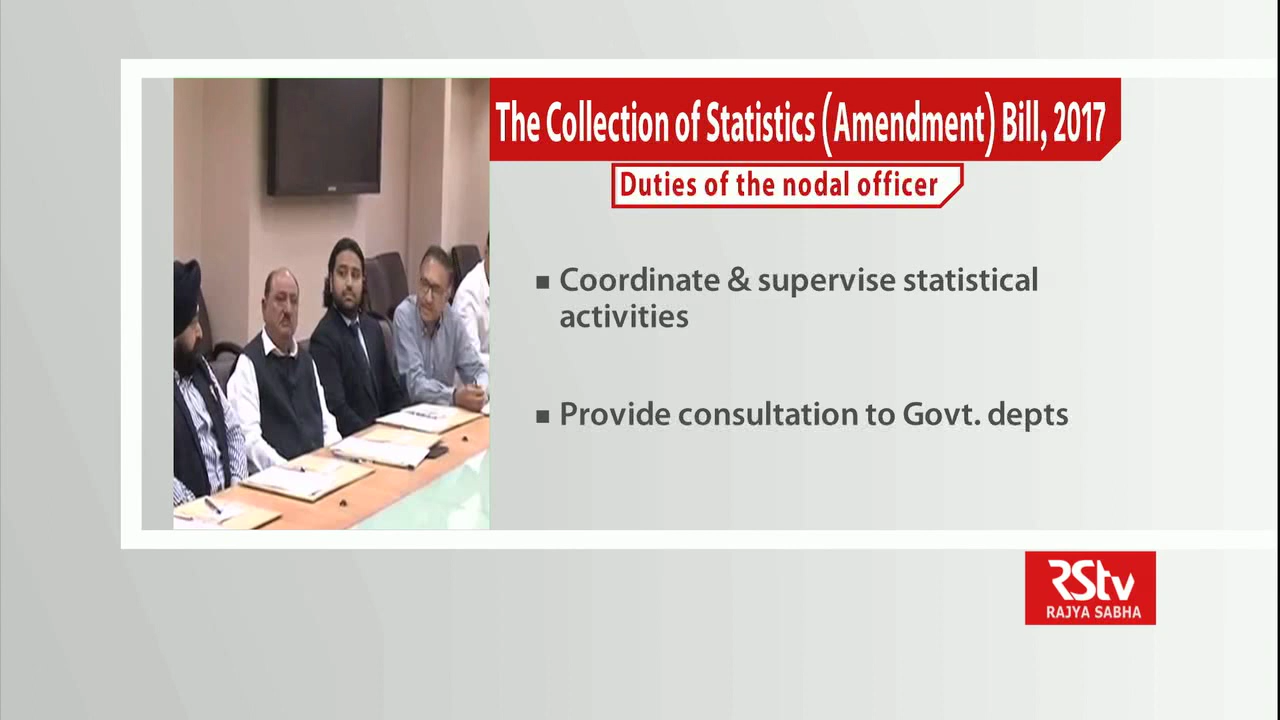 The Collection of Statistics (Amendment) Bill, 2017
Duties of the nodal officer
▪ Coordinate & supervise statistical
activities
▪ Provide consultation to Govt. depts
RStv
RAJYA SABHA